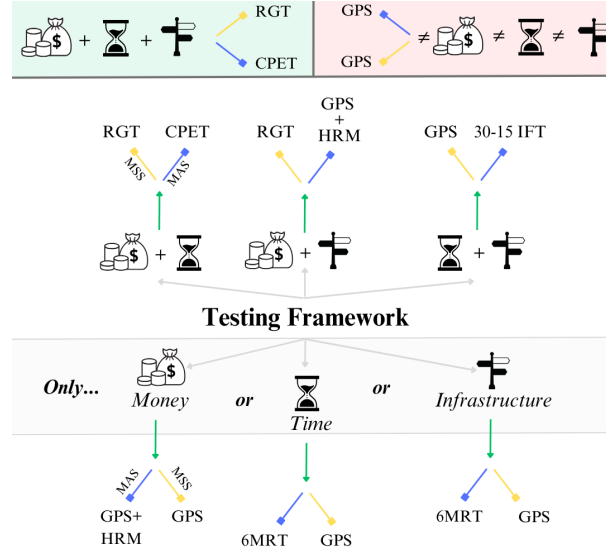 RGT
CPET
GPS
GPS
$ + + 
≠ $ ≠ ≠
RGT CPET
MSS MAS
RGT
GPS
+
HRM
GPS 30-15 IFT
$ +
$ +
+
Testing Framework
Only...
$
Money
or
Time
or
Infrastructure
MAS MSS
GPS+
HRM
GPS
6MRT GPS
6MRT GPS